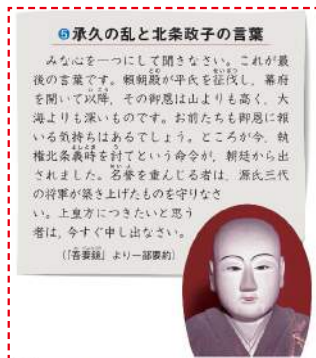 ❺承久の乱と北条政子の言葉
みな心を一つにして聞きなさい。これが最
後の言葉です。頼朝殿が平氏を征伐し，幕府
を開いて以降，その御恩は山よりも高く，大
海よりも深いものです。お前たちも御恩に報
いる気持ちはあるでしょう。ところが今，執
権北条義時を討てという命令が，朝廷から出
されました。名誉を重んじる者は，源氏三代
の将軍が築き上げたものを守りなさ
い。上皇方につきたいと思う
者は，今すぐ申し出なさい。
（「吾妻鏡」より一部要約）